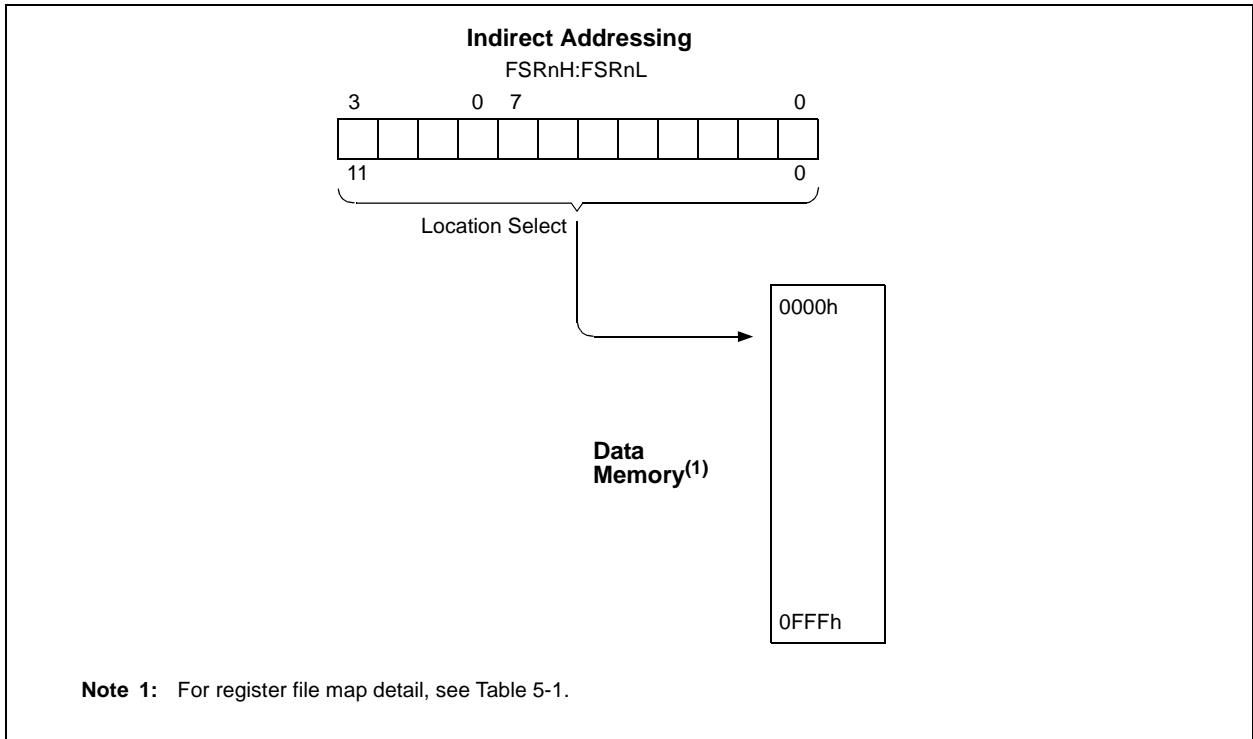 Indirect Addressing
FSRnH:FSRnL
3 0 7 0
11 0
Location Select
0000h
Data
Memory(1)
0FFFh
Note 1: For register file map detail, see Table 5-1.